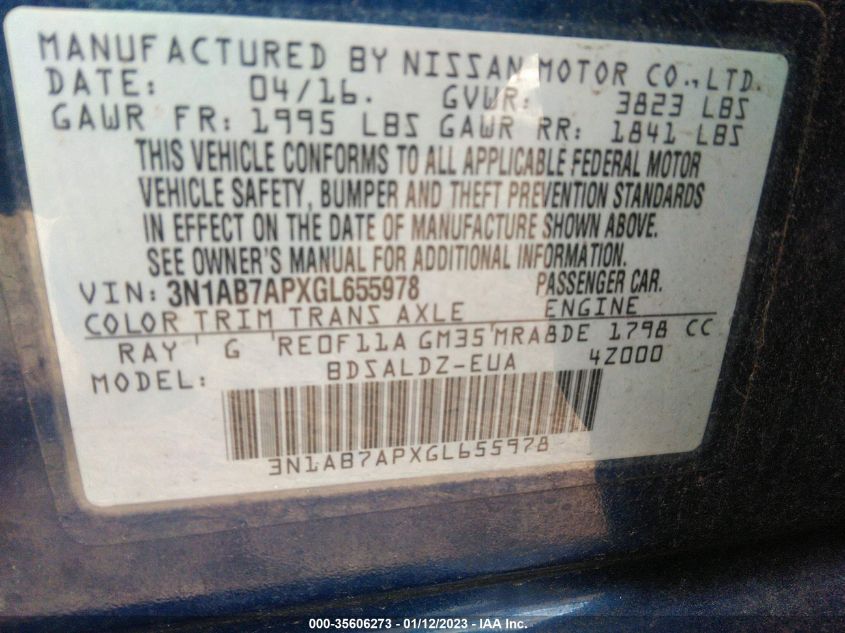 MANUFACTURED BY NISSAN MOTOR CO., LTD.
DATE: 04/16. GVWR: 3823 LBS
GAWR FR: 1995 LBS GAWR RR: 1841 LBS
THIS VEHICLE CONFORMS TO ALL APPLICABLE FEDERAL MOTOR
VEHICLE SAFETY, BUMPER AND THEFT PREVENTION STANDARDS
IN EFFECT ON THE DATE OF MANUFACTURE SHOWN ABOVE.
SEE OWNER'S MANUAL FOR ADDITIONAL INFORMATION.
VIN: 3N1AB7APXGL655978 PASSENGER CAR.
COLOR TRIM TRANS AXLE ENGINE
RAY G RE0F11A GM35 MRA8DE 1798 CC
MODEL: BDSALDZ-EUA 4Z000
3N1AB7APXGL655978
000-35606273 - 01/12/2023 - IAA Inc.